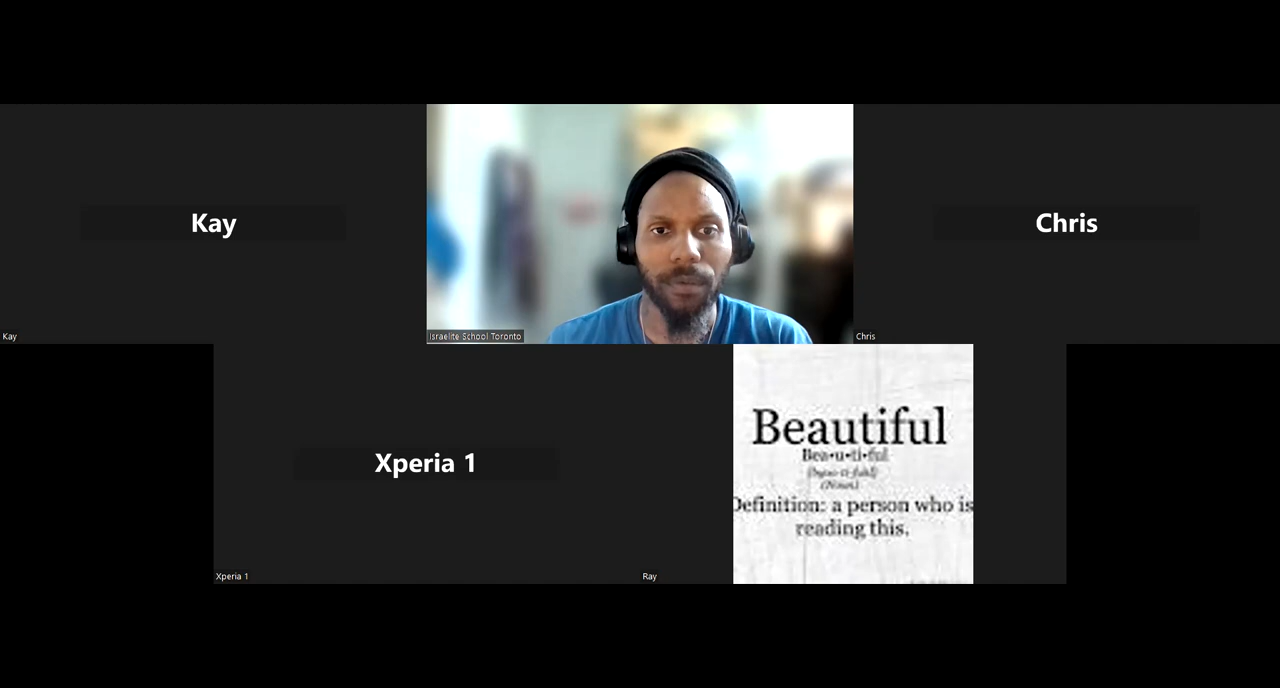 Kay
Kay
Israelite School Toronto
Chris
Chris
Xperia 1
Xperia 1
Ray
Beautiful
Bea•u•ti•ful
(Noun)
Definition: a person who is
reading this.